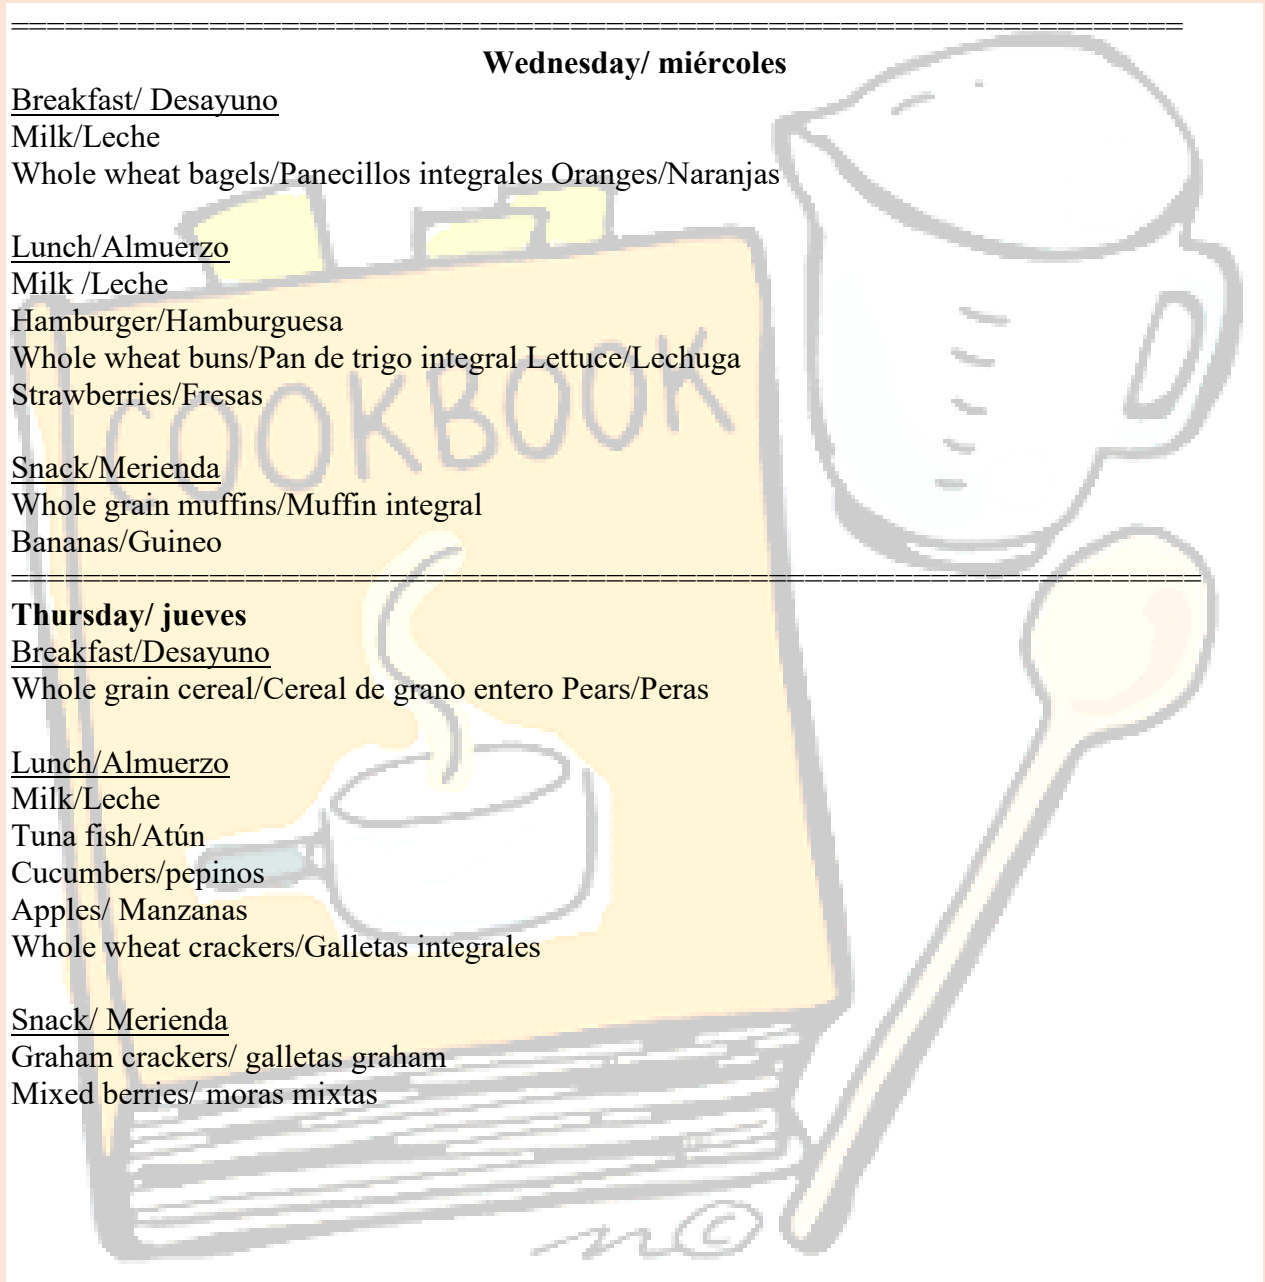 ==================================================================
Wednesday/ miércoles
Breakfast/ Desayuno
Milk/Leche
Whole wheat bagels/Panecillos integrales Oranges/Naranjas
Lunch/Almuerzo
Milk /Leche
Hamburger/Hamburguesa
Whole wheat buns/Pan de trigo integral Lettuce/Lechuga
Strawberries/Fresas
COOKBOOK
Snack/Merienda
Whole grain muffins/Muffin integral
Bananas/Guineo
===================================================================
Thursday/ jueves
Breakfast/Desayuno
Whole grain cereal/Cereal de grano entero Pears/Peras
Lunch/Almuerzo
Milk/Leche
Tuna fish/Atún
Cucumbers/pepinos
Apples/ Manzanas
Whole wheat crackers/Galletas integrales
Snack/ Merienda
Graham crackers/ galletas graham
Mixed berries/ moras mixtas
©